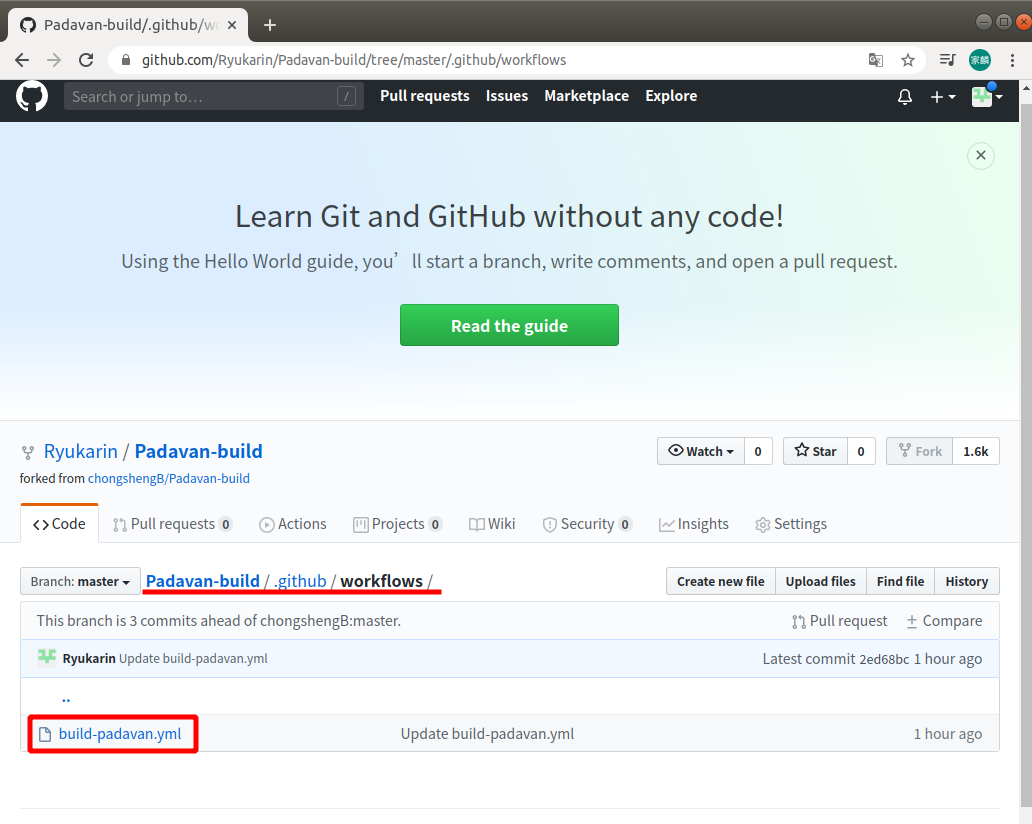 Padavan-build/.github/wo
github.com/Ryukarin/Padavan-build/tree/master/.github/workflows
家麟
Search or jump to… /
Pull requests Issues Marketplace Explore
Learn Git and GitHub without any code!
Using the Hello World guide, you’ll start a branch, write comments, and open a pull request.
Read the guide
Ryukarin / Padavan-build
Watch 0 Star 0 Fork 1.6k
forked from chongshengB/Padavan-build
Code Pull requests 0 Actions Projects 0 Wiki Security 0 Insights Settings
Branch: master Padavan-build / .github / workflows /
Create new file Upload files Find file History
This branch is 3 commits ahead of chongshengB:master.
Pull request Compare
Ryukarin Update build-padavan.yml
Latest commit 2ed68bc 1 hour ago
..
build-padavan.yml Update build-padavan.yml 1 hour ago